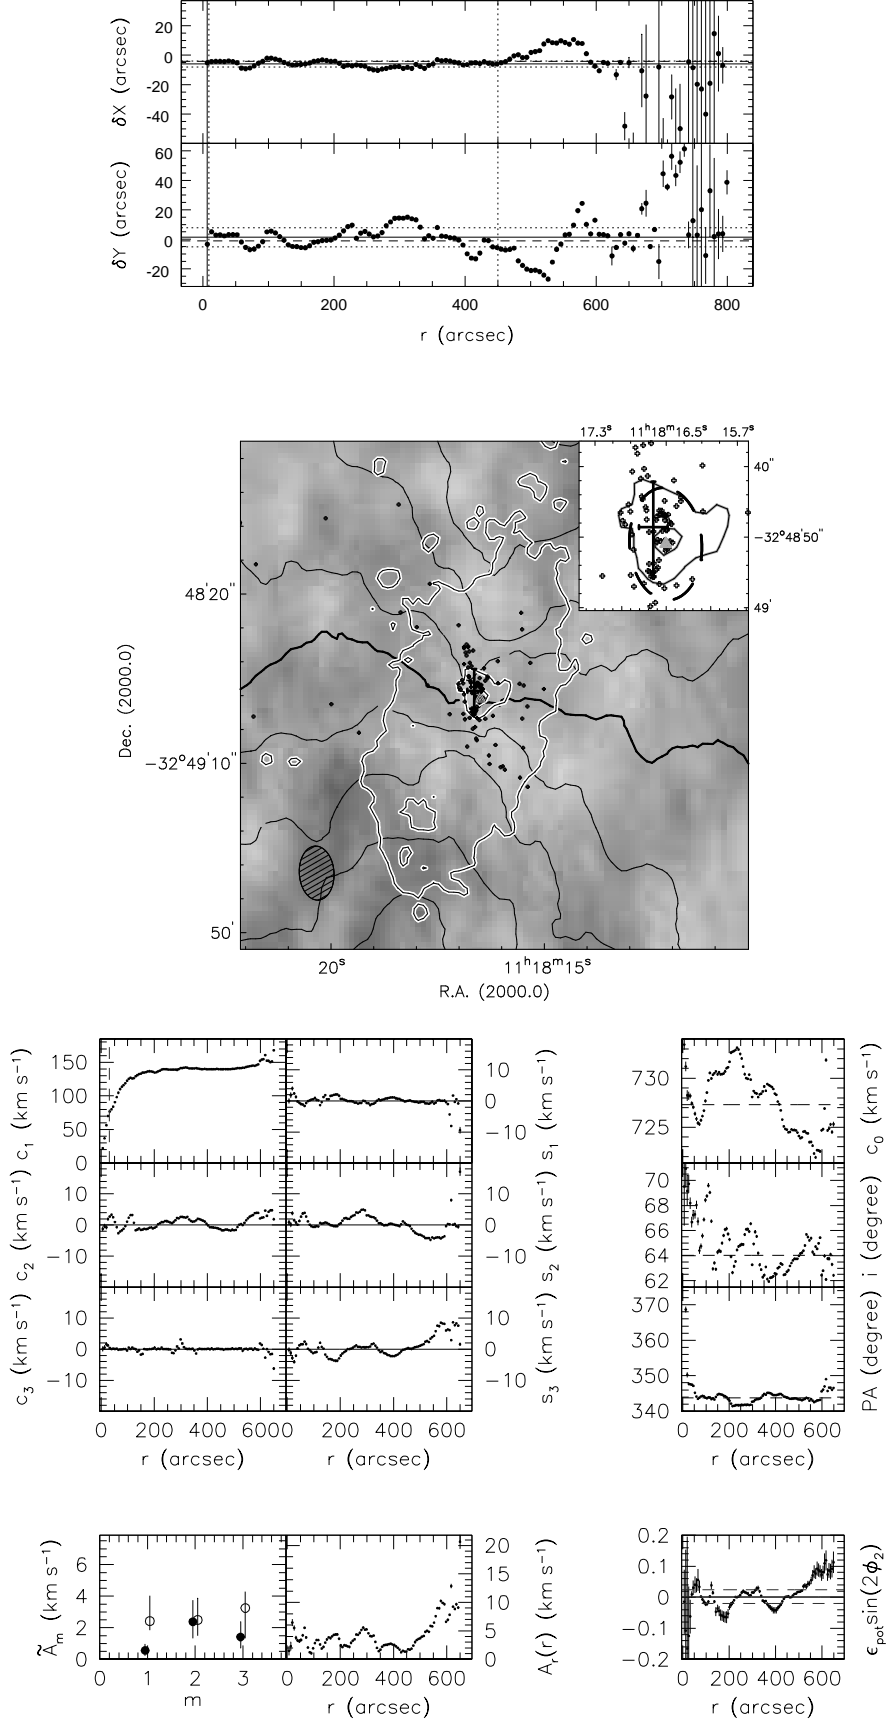 20
0
−20
−40
δX (arcsec)
60
40
20
0
−20
δY (arcsec)
0 200 400 600 800
r (arcsec)
17.3s 11h18m16.5s 15.7s
40"
−32°48'50"
49'
48'20"
−32°49'10"
50'
Dec. (2000.0)
20s 11h18m15s
R.A. (2000.0)
150
100
50
0
c1 (km s−1)
10
0
−10
s1 (km s−1)
730
725
c0 (km s−1)
10
0
−10
c2 (km s−1)
10
0
−10
s2 (km s−1)
70
68
66
64
62
i (degree)
10
0
−10
c3 (km s−1)
10
0
−10
s3 (km s−1)
370
360
350
340
PA (degree)
0 200 400 6000 200 400 600
0 200 400 600
r (arcsec) r (arcsec) r (arcsec)
6
4
2
0
Ãm (km s−1)
20
15
10
5
0
Ar(r) (km s−1)
0.2
0.1
0
−0.1
−0.2
ϵpotsin(2ϕ2)
0 1 2 3 0 200 400 600 0 200 400 600
m r (arcsec) r (arcsec)